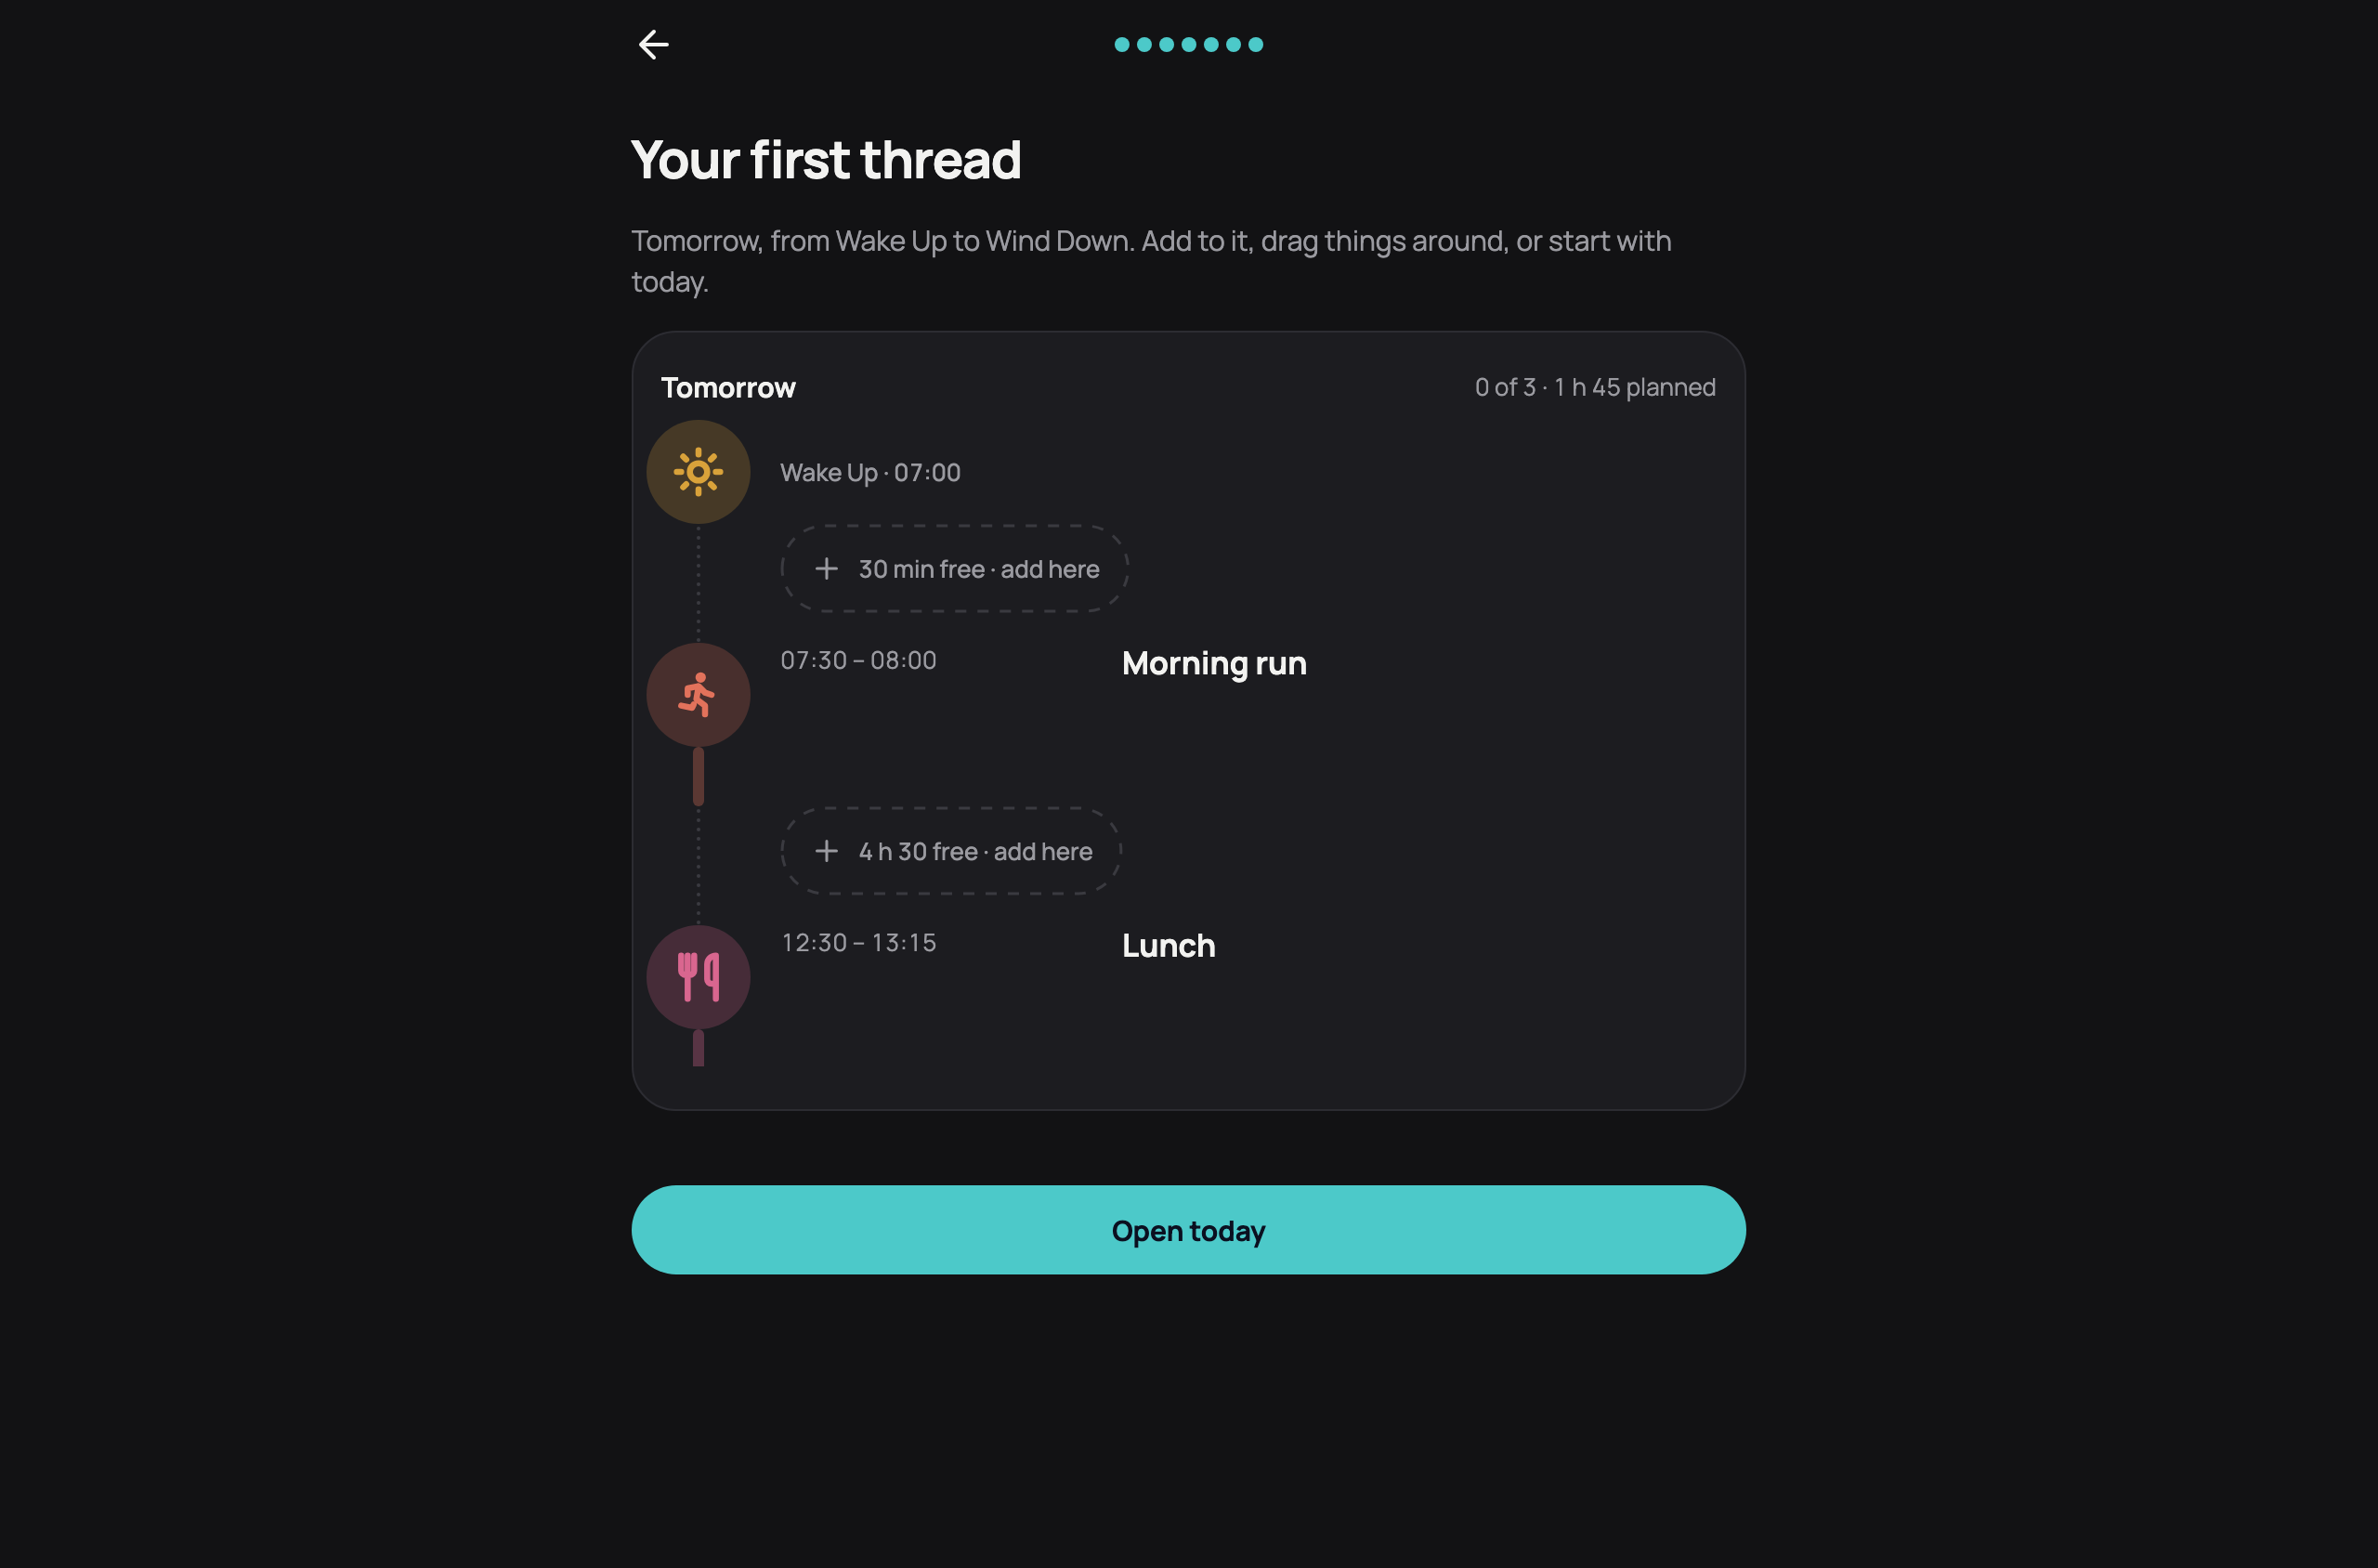 Your first thread
Tomorrow, from Wake Up to Wind Down. Add to it, drag things around, or start with
today.
Tomorrow
0 of 3 · 1 h 45 planned
Wake Up · 07:00
30 min free · add here
07:30 – 08:00
Morning run
4 h 30 free · add here
12:30 – 13:15
Lunch
Open today